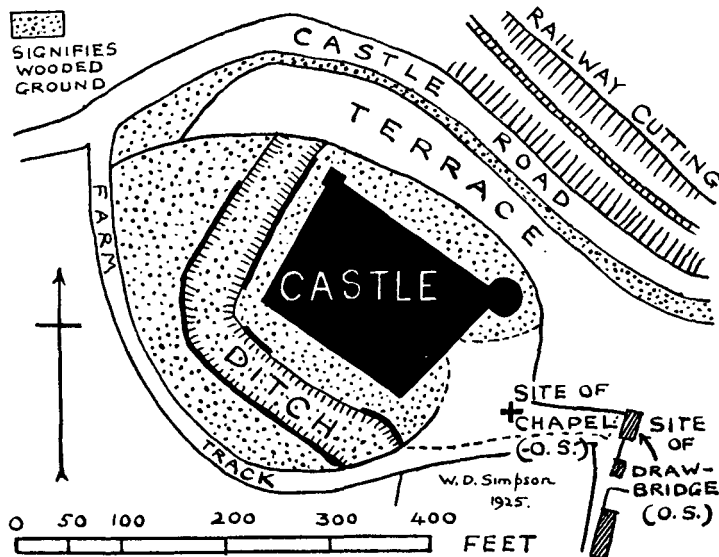 SIGNIFIES
WOODED
GROUND
CASTLE ROAD
RAILWAY CUTTING
TERRACE
FARM TRACK
CASTLE
DITCH
SITE OF
CHAPEL
(O.S.)
SITE
OF
DRAW-
BRIDGE
(O.S.)
W.D. Simpson
1925.
0 50 100 200 300 400
FEET